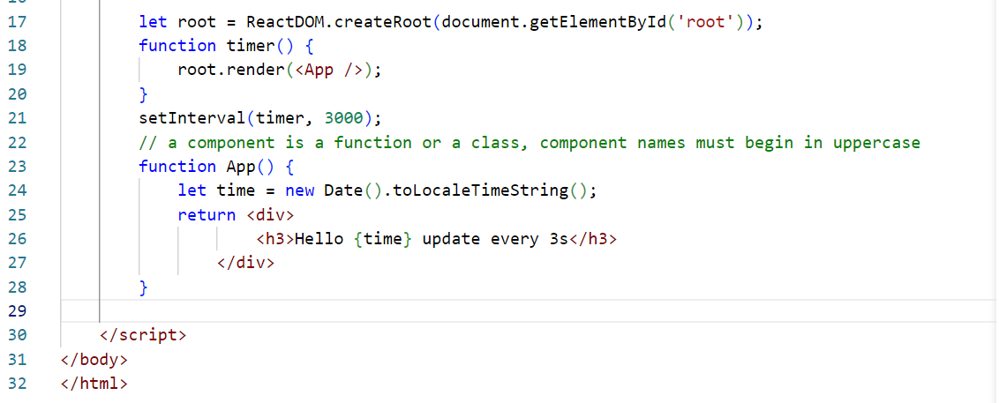 17 let root = ReactDOM.createRoot(document.getElementById('root'));
18 function timer() {
19 root.render(<App />);
20 }
21 setInterval(timer, 3000);
22 // a component is a function or a class, component names must begin in uppercase
23 function App() {
24 let time = new Date().toLocaleTimeString();
25 return <div>
26 <h3>Hello {time} update every 3s</h3>
27 </div>
28 }
29
30 </script>
31 </body>
32 </html>